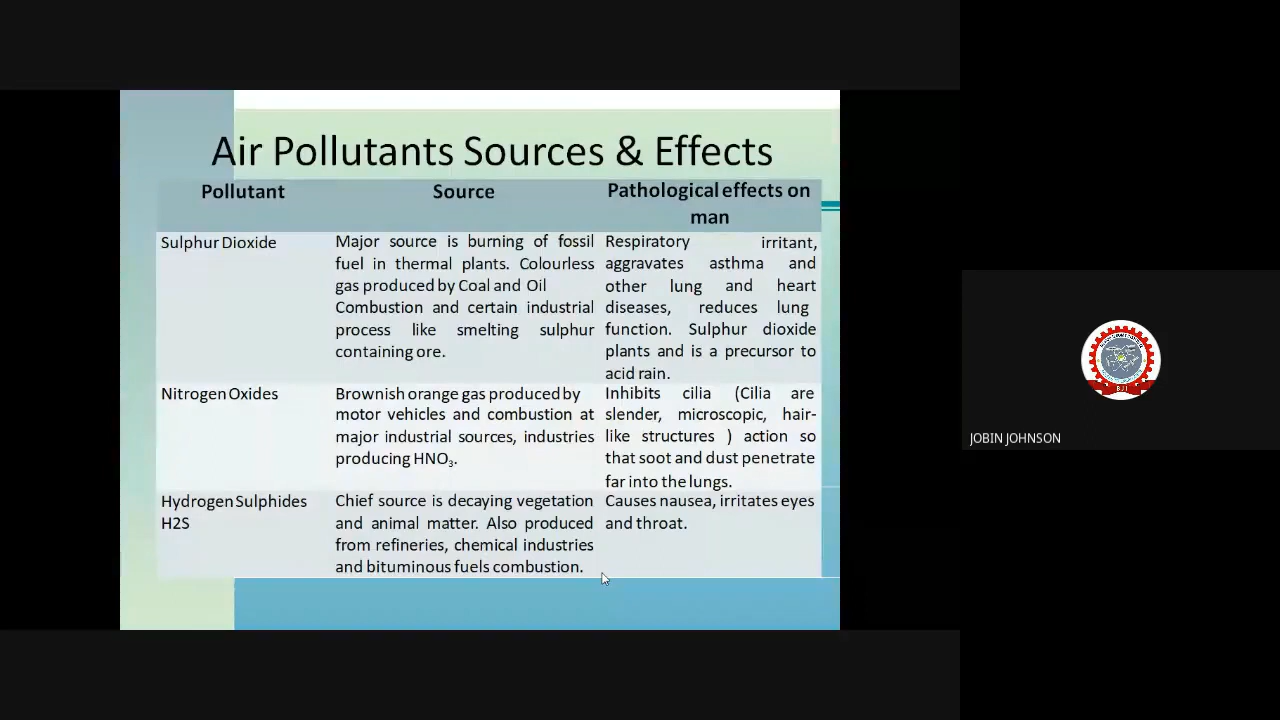 Air Pollutants Sources & Effects
Pollutant
Source
Pathological effects on
man
Sulphur Dioxide
Major source is burning of fossil
fuel in thermal plants. Colourless
gas produced by Coal and Oil
Combustion and certain industrial
process like smelting sulphur
containing ore.
Respiratory irritant,
aggravates asthma and
other lung and heart
diseases, reduces lung
function. Sulphur dioxide
plants and is a precursor to
acid rain.
Nitrogen Oxides
Brownish orange gas produced by
motor vehicles and combustion at
major industrial sources, industries
producing HNO₃.
Inhibits cilia (Cilia are
slender, microscopic, hair-
like structures ) action so
that soot and dust penetrate
far into the lungs.
Hydrogen Sulphides
H2S
Chief source is decaying vegetation
and animal matter. Also produced
from refineries, chemical industries
and bituminous fuels combustion.
Causes nausea, irritates eyes
and throat.
JOBIN JOHNSON